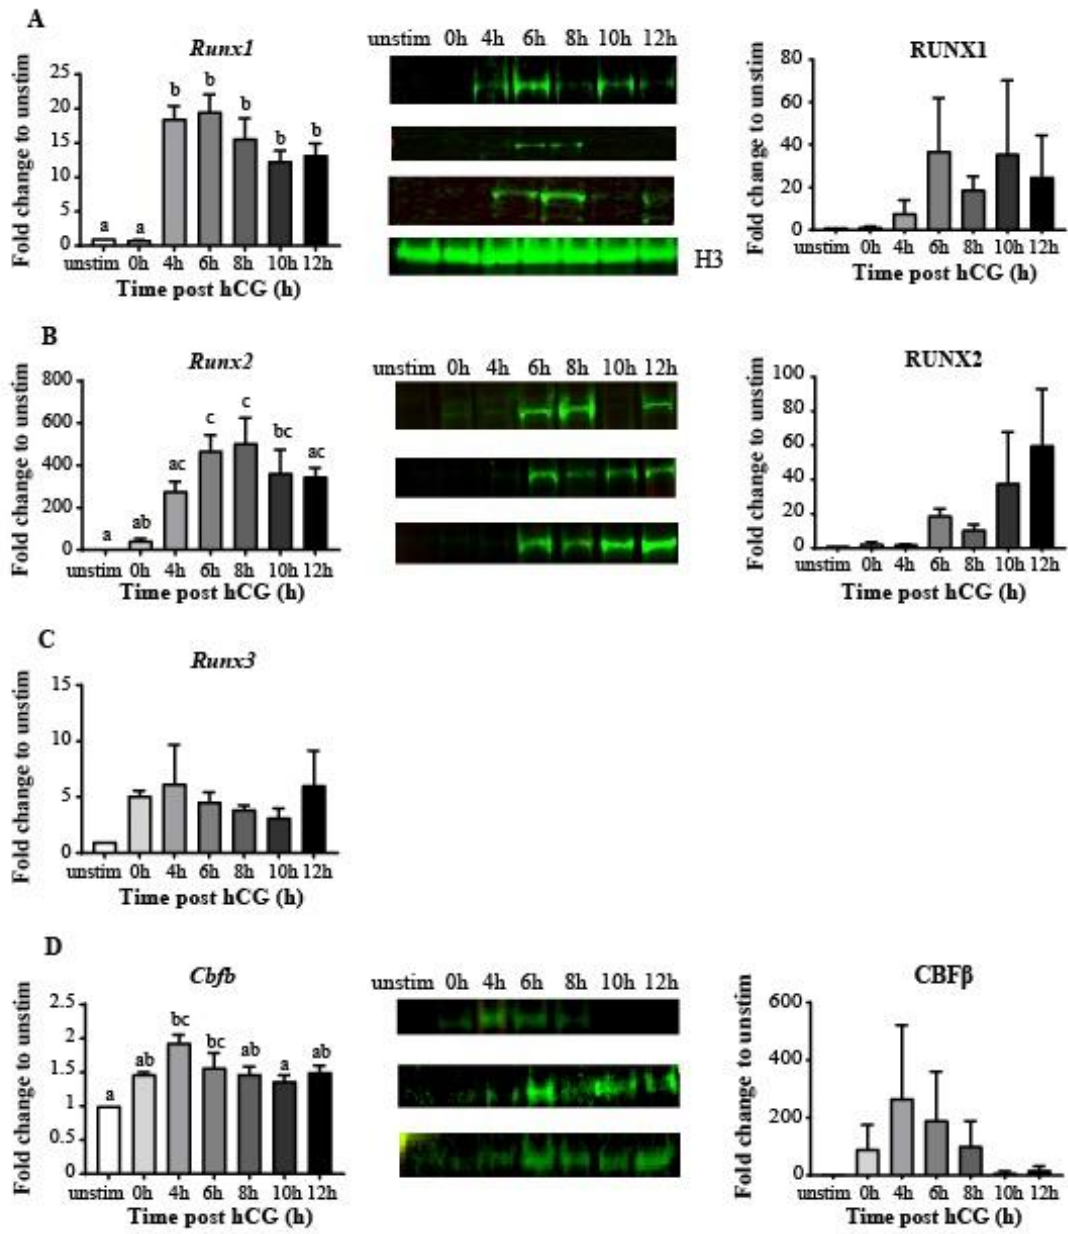 A
Runx1
Fold change to unstim
25
20
15
10
5
0
a a b b b b b
unstim 0h 4h 6h 8h 10h 12h
Time post hCG (h)
unstim 0h 4h 6h 8h 10h 12h
H3
RUNX1
Fold change to unstim
80
60
40
20
0
unstim 0h 4h 6h 8h 10h 12h
Time post hCG (h)
B
Runx2
Fold change to unstim
800
600
400
200
0
a ab ac c c bc ac
unstim 0h 4h 6h 8h 10h 12h
Time post hCG (h)
unstim 0h 4h 6h 8h 10h 12h
RUNX2
Fold change to unstim
100
80
60
40
20
0
unstim 0h 4h 6h 8h 10h 12h
Time post hCG (h)
C
Runx3
Fold change to unstim
15
10
5
0
unstim 0h 4h 6h 8h 10h 12h
Time post hCG (h)
D
Cbfb
Fold change to unstim
2.5
2
1.5
1
0.5
0
a ab bc bc ab a ab
unstim 0h 4h 6h 8h 10h 12h
Time post hCG (h)
unstim 0h 4h 6h 8h 10h 12h
CBFβ
Fold change to unstim
600
400
200
0
unstim 0h 4h 6h 8h 10h 12h
Time post hCG (h)